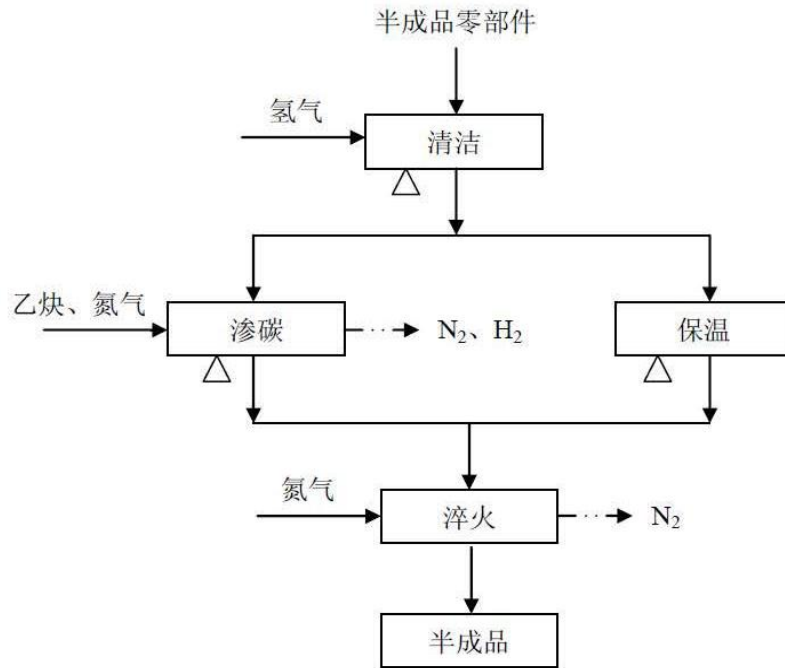 半成品零部件
氢气
清洁
乙炔、氮气
渗碳
N₂、H₂
保温
氮气
淬火
N₂
半成品